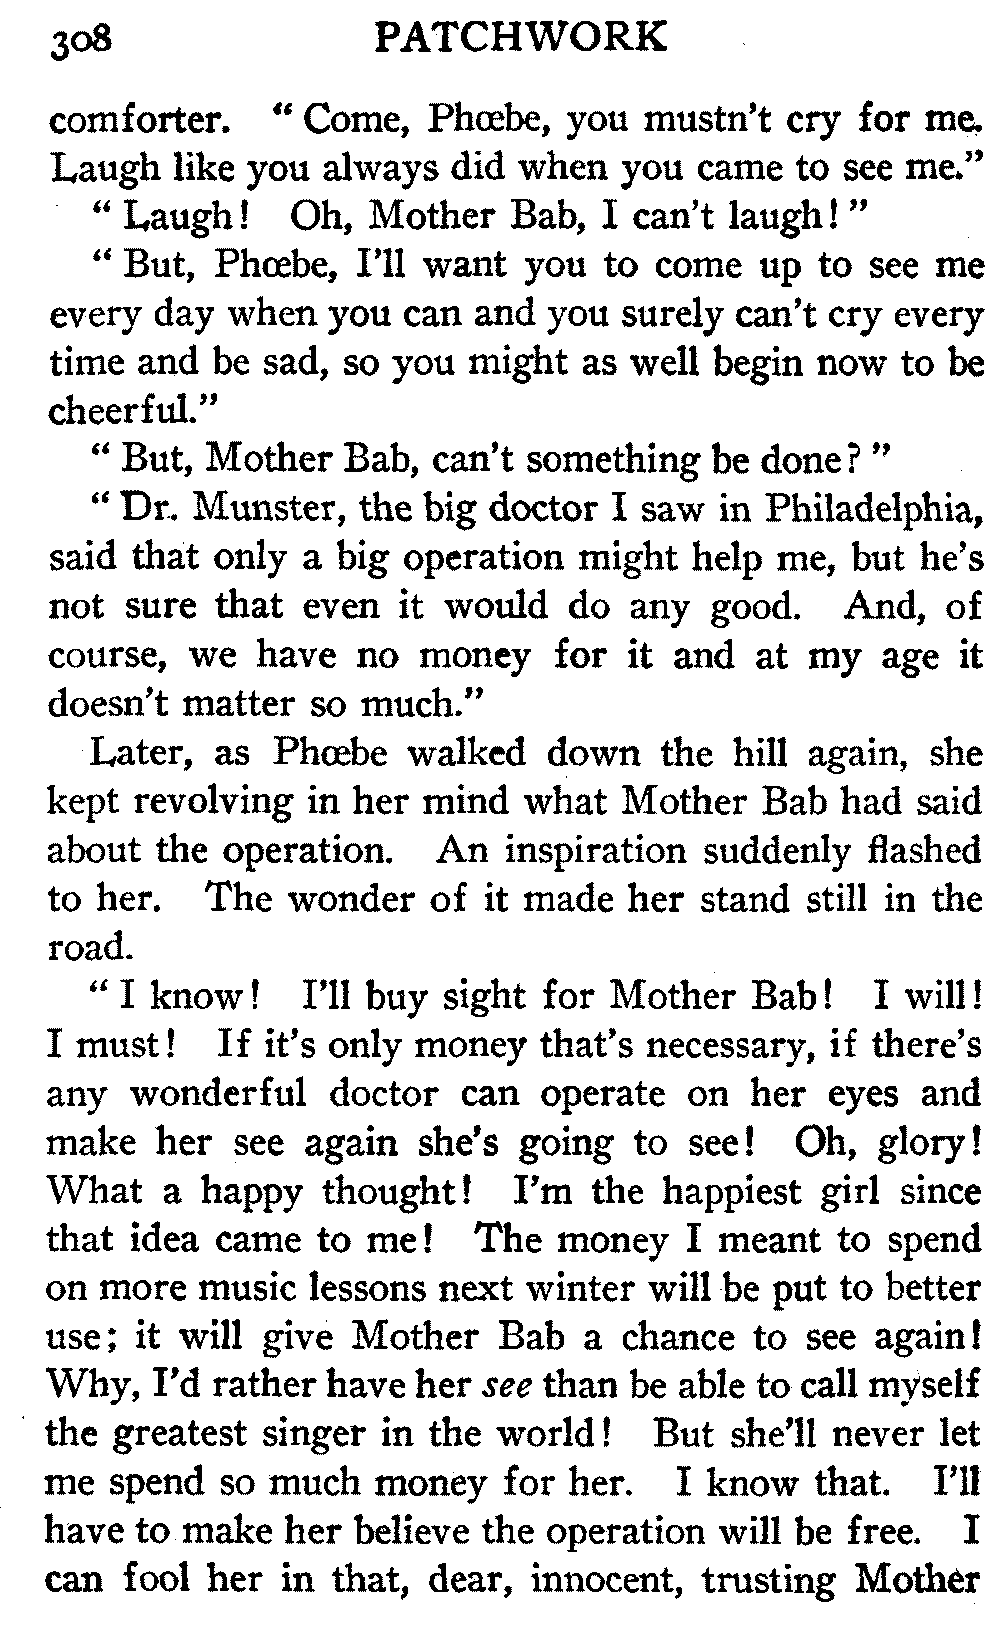 308 PATCHWORK
comforter. “ Come, Phœbe, you mustn't cry for me.
Laugh like you always did when you came to see me.”
“ Laugh! Oh, Mother Bab, I can't laugh! ”
“ But, Phœbe, I'll want you to come up to see me
every day when you can and you surely can't cry every
time and be sad, so you might as well begin now to be
cheerful.”
“ But, Mother Bab, can't something be done? ”
“ Dr. Munster, the big doctor I saw in Philadelphia,
said that only a big operation might help me, but he's
not sure that even it would do any good. And, of
course, we have no money for it and at my age it
doesn't matter so much.”
Later, as Phœbe walked down the hill again, she
kept revolving in her mind what Mother Bab had said
about the operation. An inspiration suddenly flashed
to her. The wonder of it made her stand still in the
road.
“ I know! I'll buy sight for Mother Bab! I will!
I must! If it's only money that's necessary, if there's
any wonderful doctor can operate on her eyes and
make her see again she's going to see! Oh, glory!
What a happy thought! I'm the happiest girl since
that idea came to me! The money I meant to spend
on more music lessons next winter will be put to better
use; it will give Mother Bab a chance to see again!
Why, I'd rather have her see than be able to call myself
the greatest singer in the world! But she'll never let
me spend so much money for her. I know that. I'll
have to make her believe the operation will be free. I
can fool her in that, dear, innocent, trusting Mother